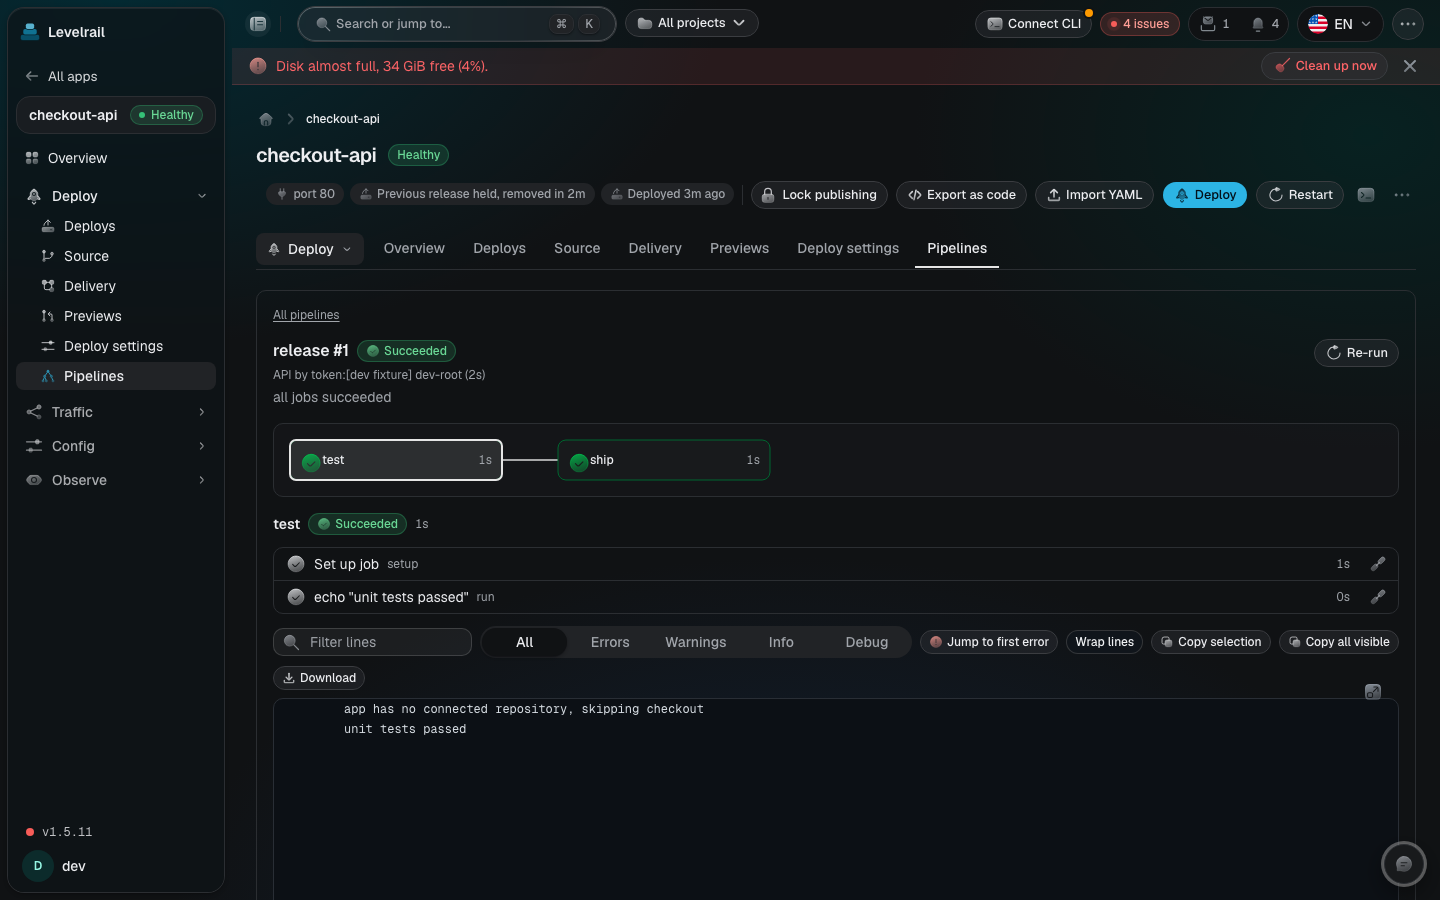 Levelrail
All apps
checkout-api
Healthy
Overview
Deploy
Deploys
Source
Delivery
Previews
Deploy settings
Pipelines
Traffic
Config
Observe
v1.5.11
D
dev
Search or jump to...
⌘ K
All projects
Connect CLI
4 issues
1
4
EN
Disk almost full, 34 GiB free (4%).
Clean up now
checkout-api
checkout-api
Healthy
port 80
Previous release held, removed in 2m
Deployed 3m ago
Lock publishing
Export as code
Import YAML
Deploy
Restart
Deploy
Overview
Deploys
Source
Delivery
Previews
Deploy settings
Pipelines
All pipelines
release #1
Succeeded
Re-run
API by token:[dev fixture] dev-root (2s)
all jobs succeeded
test 1s
ship 1s
test
Succeeded
1s
Set up job setup 1s
echo "unit tests passed" run 0s
Filter lines
All
Errors
Warnings
Info
Debug
Jump to first error
Wrap lines
Copy selection
Copy all visible
Download
app has no connected repository, skipping checkout
unit tests passed